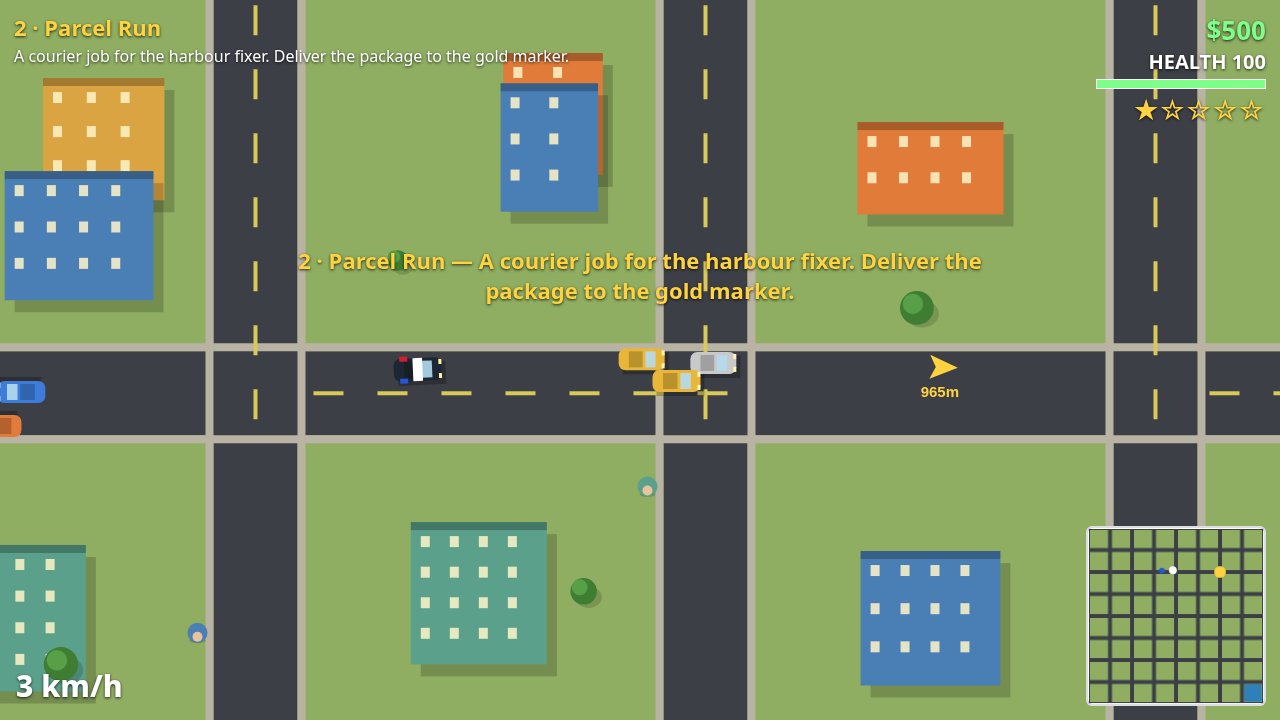 2 · Parcel Run
A courier job for the harbour fixer. Deliver the package to the gold marker.
$500
HEALTH 100
★☆☆☆☆
2 · Parcel Run — A courier job for the harbour fixer. Deliver the
package to the gold marker.
965m
3 km/h